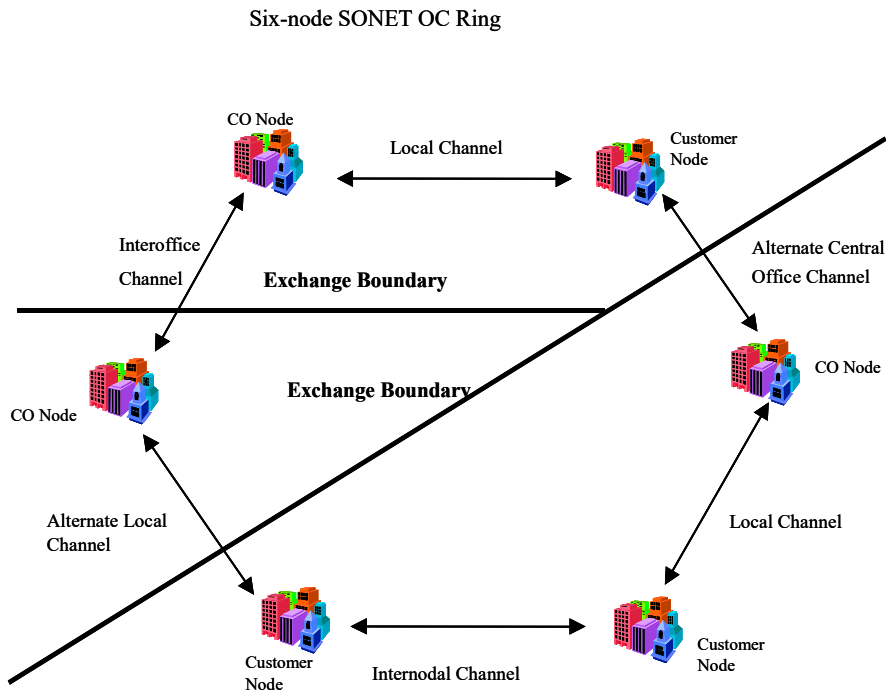 Six-node SONET OC Ring
CO Node
Local Channel
Customer
Node
Interoffice
Channel
Alternate Central
Office Channel
Exchange Boundary
Exchange Boundary
CO Node
CO Node
Alternate Local
Channel
Local Channel
Customer
Node
Internodal Channel
Customer
Node